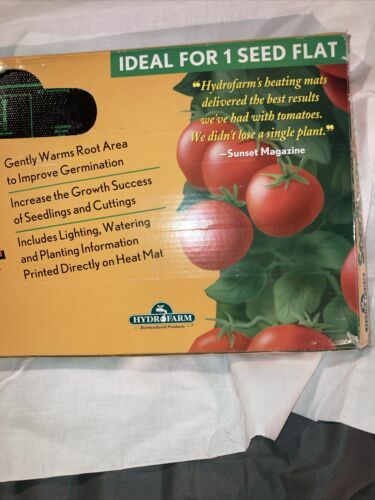 IDEAL FOR 1 SEED FLAT
“Hydrofarm's heating mats
delivered the best results
we've had with tomatoes.
We didn't lose a single plant.”
—Sunset Magazine
Gently Warms Root Area
to Improve Germination
Increase the Growth Success
of Seedlings and Cuttings
Includes Lighting, Watering
and Planting Information
Printed Directly on Heat Mat
HYDROFARM
Horticultural Products